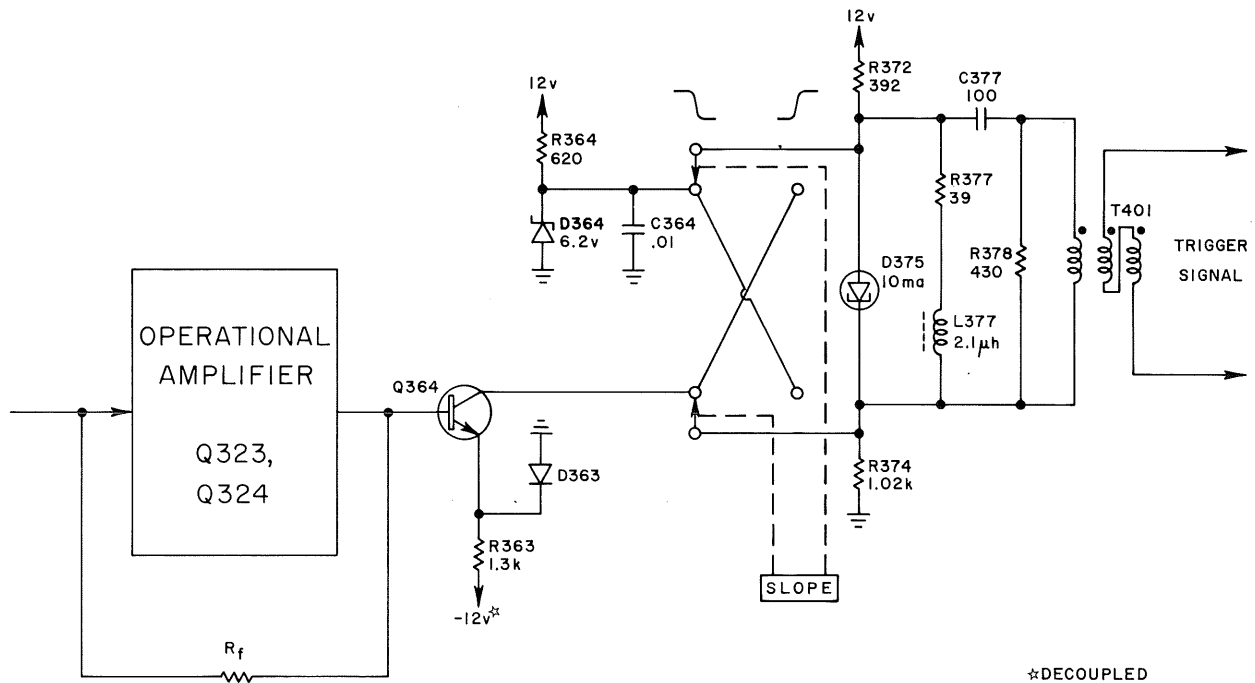 12v
R372
392
C377
100
12v
R364
620
D364
6.2v
C364
.01
R377
39
T401
R378
430
TRIGGER
SIGNAL
D375
10ma
L377
2.1μh
OPERATIONAL
AMPLIFIER
Q323,
Q324
Q364
D363
R374
1.02k
R363
1.3k
-12v☆
SLOPE
Rf
☆DECOUPLED